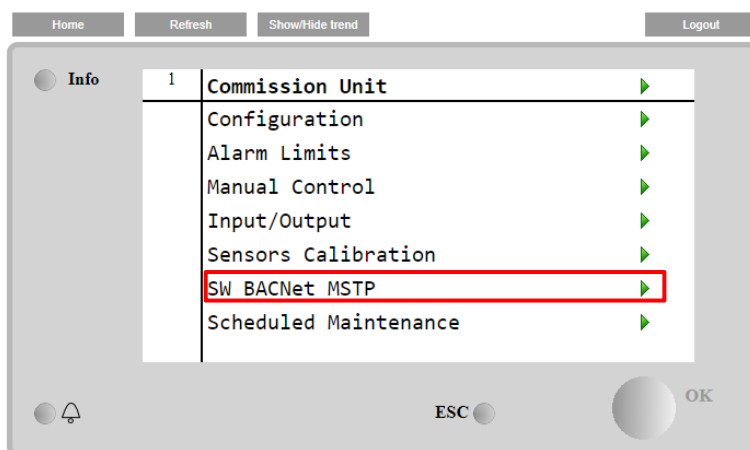 Home Refresh Show/Hide trend Logout
Info
1 Commission Unit
Configuration
Alarm Limits
Manual Control
Input/Output
Sensors Calibration
SW BACNet MSTP
Scheduled Maintenance
ESC OK